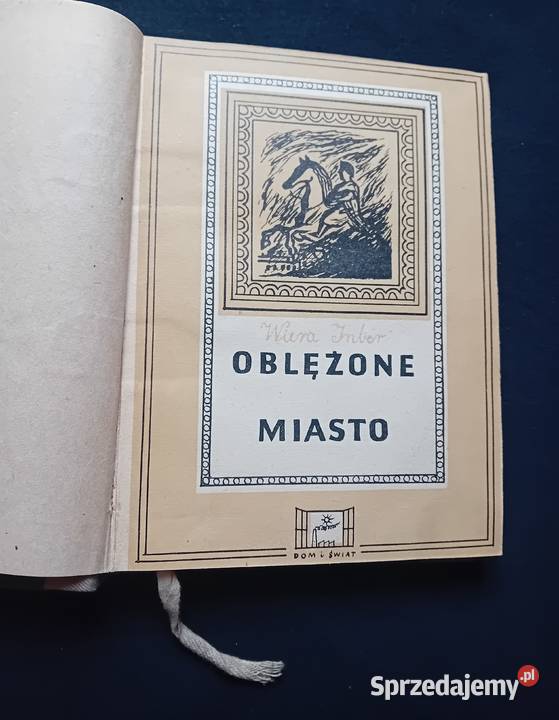 Wiera Inber
OBLĘŻONE
MIASTO
DOM i ŚWIAT
Sprzedajemy.pl